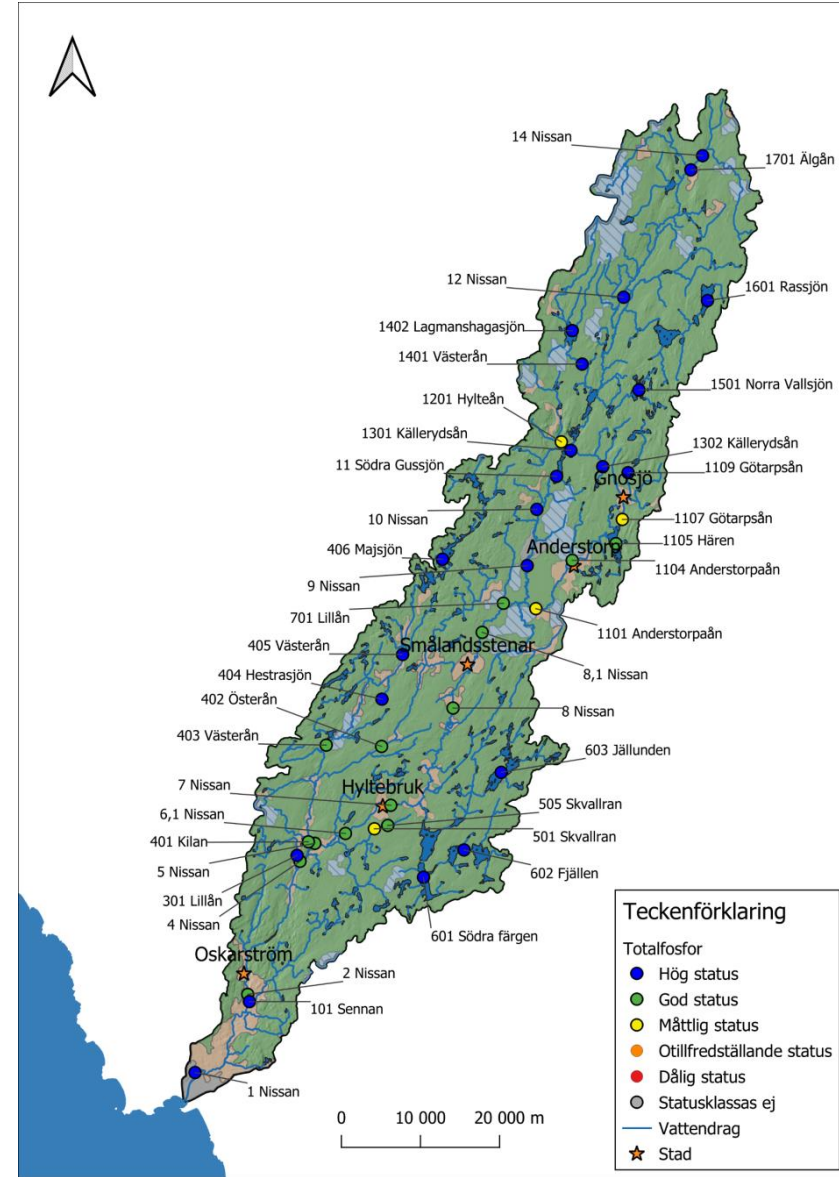 14 Nissan
1701 Älgån
12 Nissan
1601 Rassjön
1402 Lagmanshagasjön
1401 Västerån
1501 Norra Vallsjön
1201 Hylteån
1301 Källerydsån
1302 Källerydsån
11 Södra Gussjön
1109 Götarpsån
Gnosjö
10 Nissan
1107 Götarpsån
406 Majsjön
Anderstorp
1105 Hären
1104 Anderstorpaån
9 Nissan
701 Lillån
1101 Anderstorpaån
405 Västerån
Smålandsstenar
8,1 Nissan
404 Hestrasjön
402 Österån
8 Nissan
403 Västerån
603 Jällunden
7 Nissan
Hyltebruk
6,1 Nissan
505 Skvallran
401 Kilan
501 Skvallran
5 Nissan
602 Fjällen
301 Lillån
4 Nissan
601 Södra färgen
Oskarström
2 Nissan
101 Sennan
1 Nissan
0 10 000 20 000 m
Teckenförklaring
Totalfosfor
Hög status
God status
Måttlig status
Otillfredställande status
Dålig status
Statusklassas ej
Vattendrag
Stad